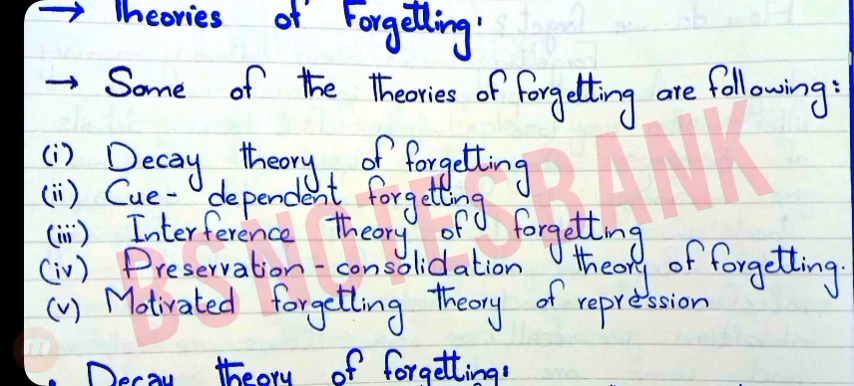 → Theories of Forgetting.
→ Some of the theories of forgetting are following:
(i) Decay theory of forgetting
(ii) Cue-dependent forgetting
(iii) Interference theory of forgetting
(iv) Preservation-consolidation theory of forgetting.
(v) Motivated forgetting theory of repression
BSNOTESBANK
• Decay theory of forgetting: